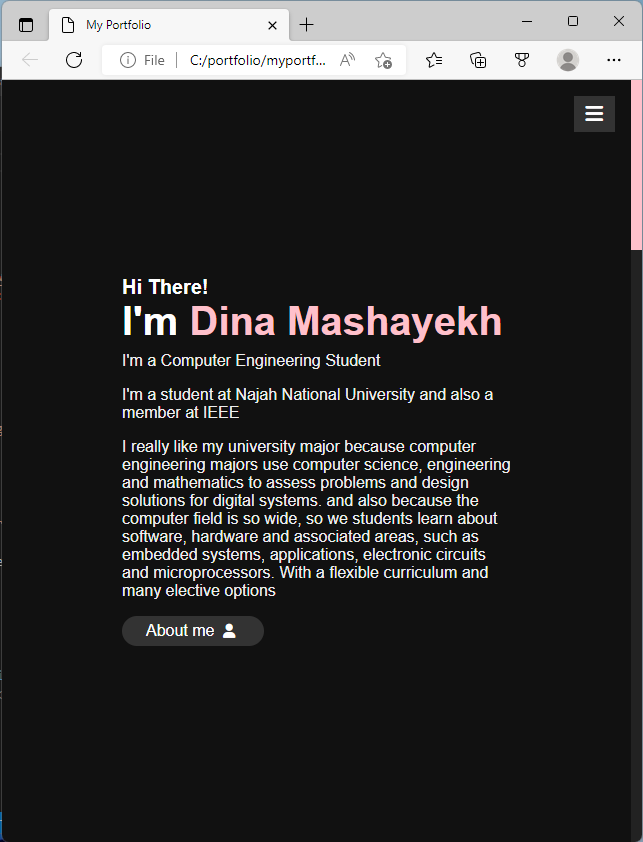 My Portfolio
File
C:/portfolio/myportf...
Hi There!
I'm Dina Mashayekh
I'm a Computer Engineering Student
I'm a student at Najah National University and also a
member at IEEE
I really like my university major because computer
engineering majors use computer science, engineering
and mathematics to assess problems and design
solutions for digital systems. and also because the
computer field is so wide, so we students learn about
software, hardware and associated areas, such as
embedded systems, applications, electronic circuits
and microprocessors. With a flexible curriculum and
many elective options
About me